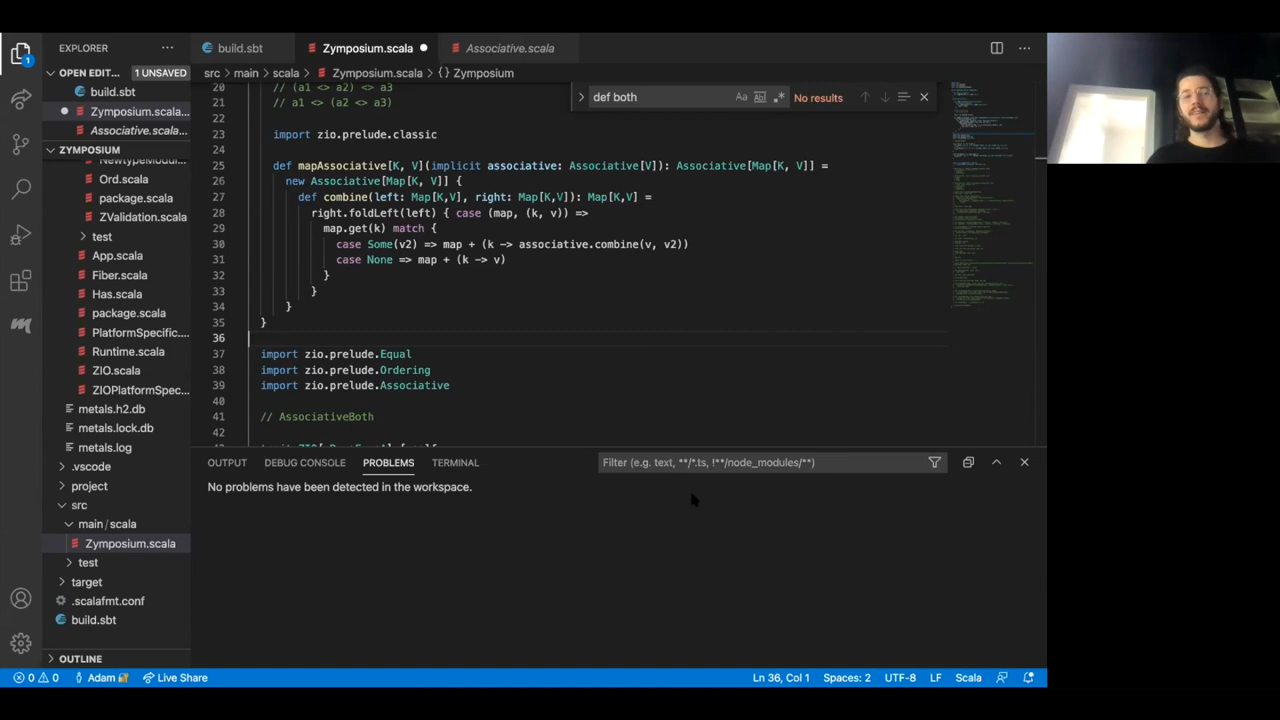 EXPLORER
build.sbt
Zymposium.scala
Associative.scala
OPEN EDIT... 1 UNSAVED
build.sbt
Zymposium.scala...
Associative.scala...
ZYMPOSIUM
Ord.scala
package.scala
ZValidation.scala
test
App.scala
Fiber.scala
Has.scala
package.scala
PlatformSpecific...
Runtime.scala
ZIO.scala
ZIOPlatformSpec...
metals.h2.db
metals.lock.db
metals.log
.vscode
project
src
main / scala
Zymposium.scala
test
target
.scalafmt.conf
build.sbt
OUTLINE
src > main > scala > Zymposium.scala > {} Zymposium
def both
Aa Ab
No results
20 // (a1 <> a2) <> a3
21 // a1 <> (a2 <> a3)
22
23 import zio.prelude.classic
24
25 def mapAssociative[K, V](implicit associative: Associative[V]): Associative[Map[K, V]] =
26 new Associative[Map[K, V]] {
27 def combine(left: Map[K,V], right: Map[K,V]): Map[K,V] =
28 right.foldLeft(left) { case (map, (k, v)) =>
29 map.get(k) match {
30 case Some(v2) => map + (k -> associative.combine(v, v2))
31 case None => map + (k -> v)
32 }
33 }
34 }
35 }
36
37 import zio.prelude.Equal
38 import zio.prelude.Ordering
39 import zio.prelude.Associative
40
41 // AssociativeBoth
42
OUTPUT DEBUG CONSOLE PROBLEMS TERMINAL
Filter (e.g. text, **/*.ts, !**/node_modules/**)
No problems have been detected in the workspace.
0 0 Adam Live Share
Ln 36, Col 1 Spaces: 2 UTF-8 LF Scala